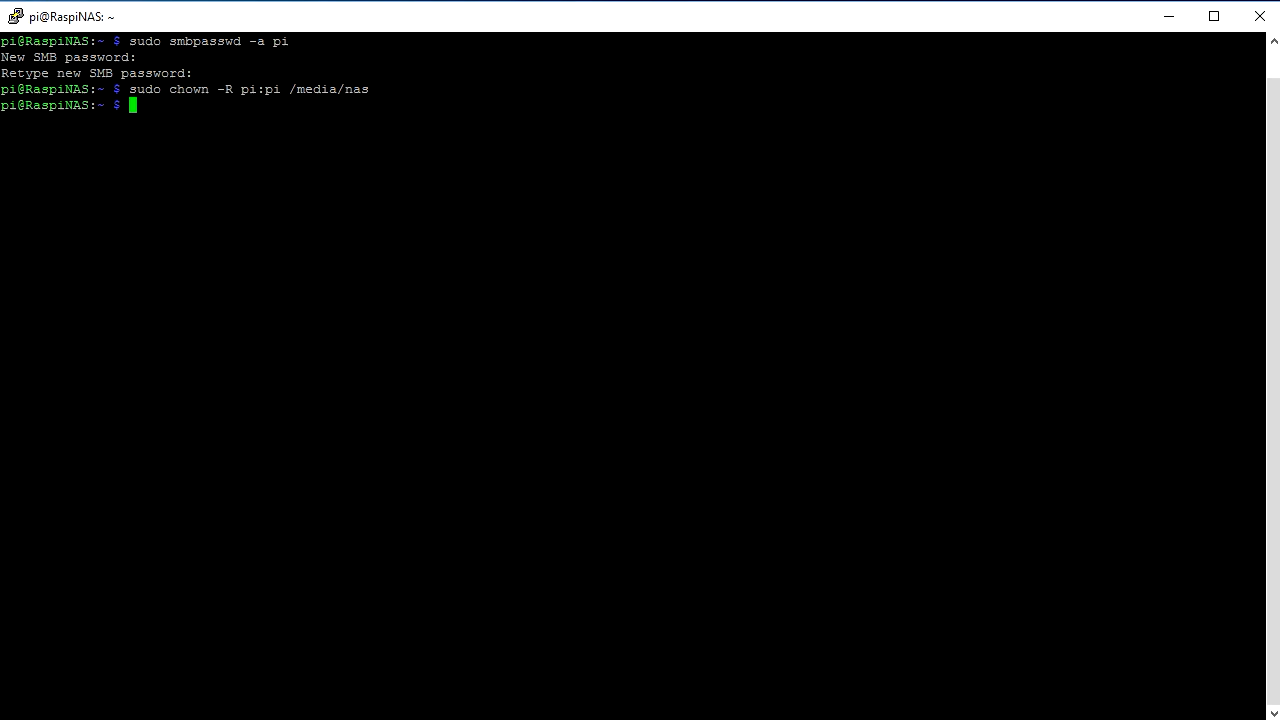 pi@RaspiNAS: ~
pi@RaspiNAS:~ $ sudo smbpasswd -a pi
New SMB password:
Retype new SMB password:
pi@RaspiNAS:~ $ sudo chown -R pi:pi /media/nas
pi@RaspiNAS:~ $